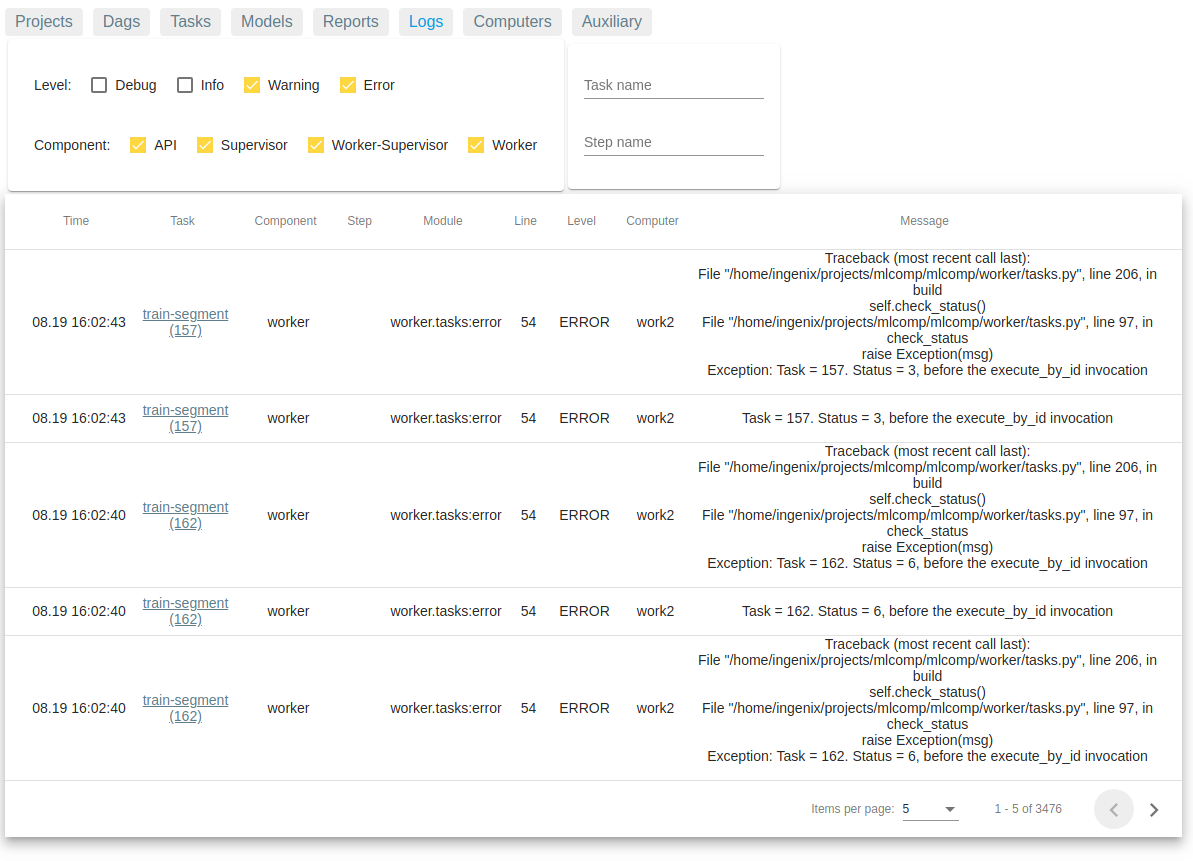 Projects Dags Tasks Models Reports Logs Computers Auxiliary
Level: Debug Info Warning Error
Task name
Component: API Supervisor Worker-Supervisor Worker
Step name
Time Task Component Step Module Line Level Computer Message
08.19 16:02:43 train-segment (157) worker worker.tasks:error 54 ERROR work2
Traceback (most recent call last):
File "/home/ingenix/projects/mlcomp/mlcomp/worker/tasks.py", line 206, in
build
self.check_status()
File "/home/ingenix/projects/mlcomp/mlcomp/worker/tasks.py", line 97, in
check_status
raise Exception(msg)
Exception: Task = 157. Status = 3, before the execute_by_id invocation
08.19 16:02:43 train-segment (157) worker worker.tasks:error 54 ERROR work2 Task = 157. Status = 3, before the execute_by_id invocation
08.19 16:02:40 train-segment (162) worker worker.tasks:error 54 ERROR work2
Traceback (most recent call last):
File "/home/ingenix/projects/mlcomp/mlcomp/worker/tasks.py", line 206, in
build
self.check_status()
File "/home/ingenix/projects/mlcomp/mlcomp/worker/tasks.py", line 97, in
check_status
raise Exception(msg)
Exception: Task = 162. Status = 6, before the execute_by_id invocation
08.19 16:02:40 train-segment (162) worker worker.tasks:error 54 ERROR work2 Task = 162. Status = 6, before the execute_by_id invocation
08.19 16:02:40 train-segment (162) worker worker.tasks:error 54 ERROR work2
Traceback (most recent call last):
File "/home/ingenix/projects/mlcomp/mlcomp/worker/tasks.py", line 206, in
build
self.check_status()
File "/home/ingenix/projects/mlcomp/mlcomp/worker/tasks.py", line 97, in
check_status
raise Exception(msg)
Exception: Task = 162. Status = 6, before the execute_by_id invocation
Items per page: 5 1 - 5 of 3476